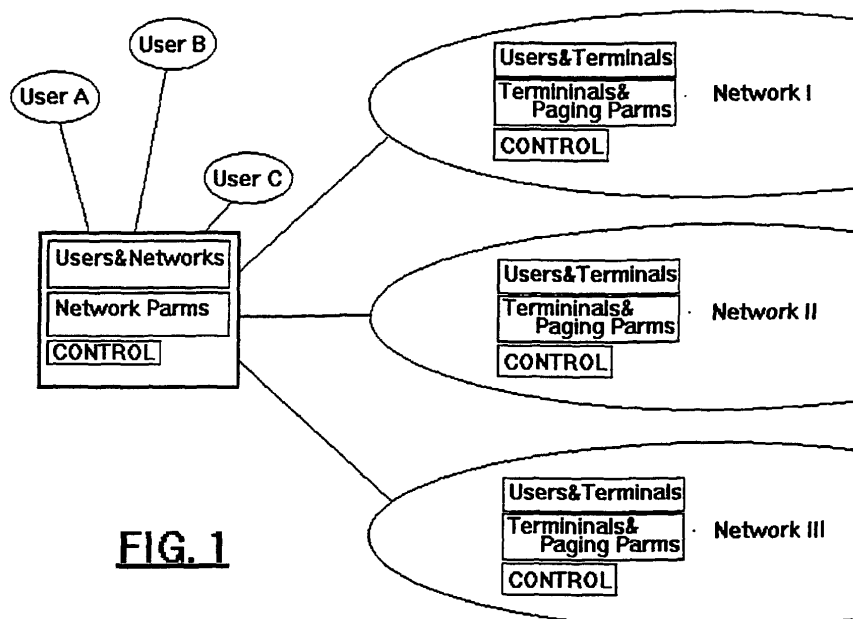 User B
User A
User C
Users&Networks
Network Parms
CONTROL
Users&Terminals
Termininals&
Paging Parms
CONTROL
Network I
Users&Terminals
Termininals&
Paging Parms
CONTROL
Network II
Users&Terminals
Termininals&
Paging Parms
CONTROL
Network III
FIG. 1